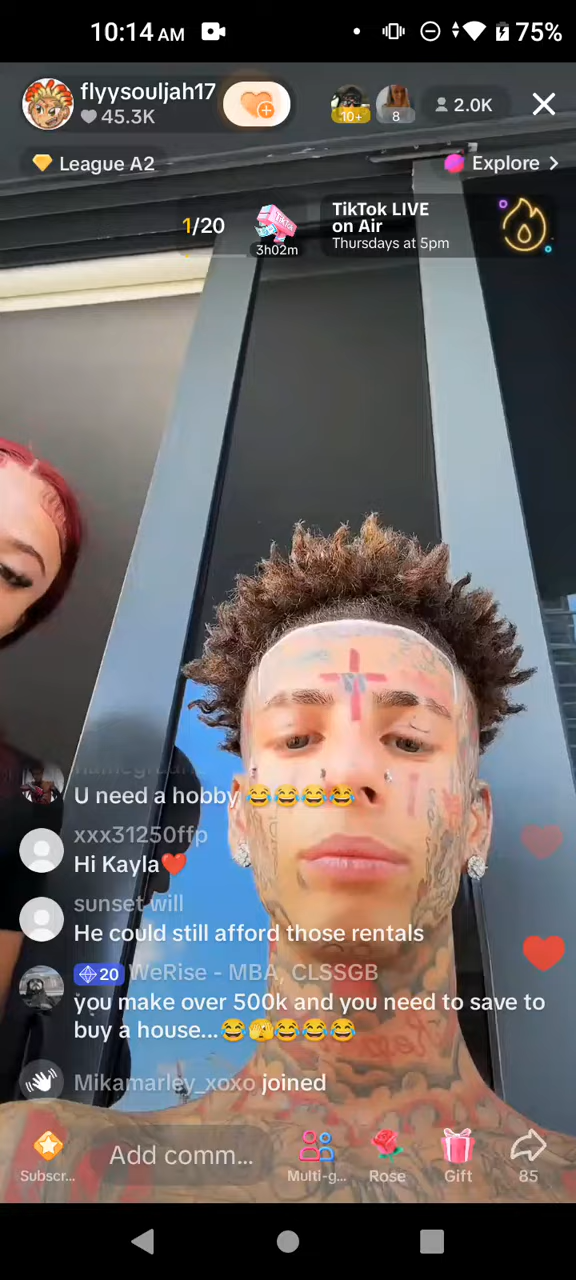 10:14 AM
75%
flyysouljah17
45.3K
10+
8
2.0K
League A2
Explore >
1/20
3h02m
TikTok
TikTok LIVE
on Air
Thursdays at 5pm
U need a hobby 😂😂😂😂
xxx31250ffp
Hi Kayla❤️
sunset will
He could still afford those rentals
20 WeRise - MBA, CLSSGB
you make over 500k and you need to save to
buy a house...😂🫣😂😂😂
Mikamarley_xoxo joined
Subscr...
Add comm...
Multi-g...
Rose
Gift
85